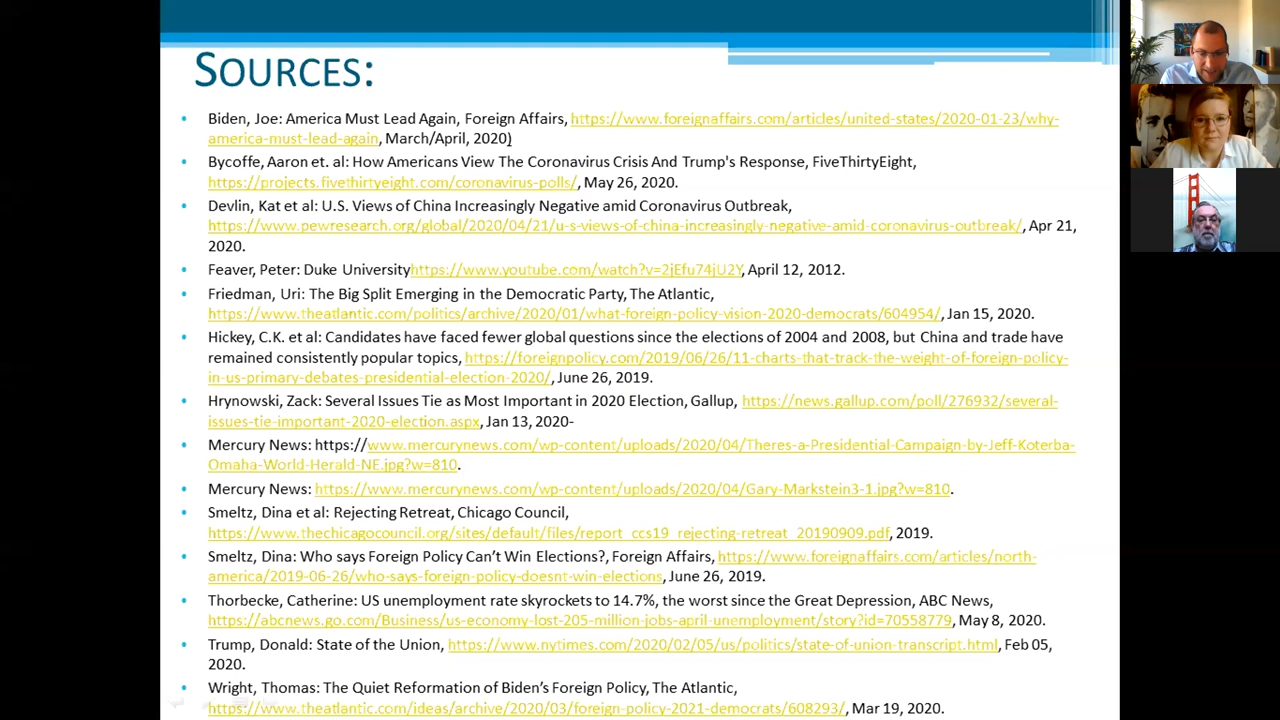 SOURCES:
• Biden, Joe: America Must Lead Again, Foreign Affairs, https://www.foreignaffairs.com/articles/united-states/2020-01-23/why-
america-must-lead-again, March/April, 2020)
• Bycoffe, Aaron et. al: How Americans View The Coronavirus Crisis And Trump's Response, FiveThirtyEight,
https://projects.fivethirtyeight.com/coronavirus-polls/, May 26, 2020.
• Devlin, Kat et al: U.S. Views of China Increasingly Negative amid Coronavirus Outbreak,
https://www.pewresearch.org/global/2020/04/21/u-s-views-of-china-increasingly-negative-amid-coronavirus-outbreak/, Apr 21,
2020.
• Feaver, Peter: Duke Universityhttps://www.youtube.com/watch?v=2jEfu74jU2Y, April 12, 2012.
• Friedman, Uri: The Big Split Emerging in the Democratic Party, The Atlantic,
https://www.theatlantic.com/politics/archive/2020/01/what-foreign-policy-vision-2020-democrats/604954/, Jan 15, 2020.
• Hickey, C.K. et al: Candidates have faced fewer global questions since the elections of 2004 and 2008, but China and trade have
remained consistently popular topics, https://foreignpolicy.com/2019/06/26/11-charts-that-track-the-weight-of-foreign-policy-
in-us-primary-debates-presidential-election-2020/, June 26, 2019.
• Hrynowski, Zack: Several Issues Tie as Most Important in 2020 Election, Gallup, https://news.gallup.com/poll/276932/several-
issues-tie-important-2020-election.aspx, Jan 13, 2020-
• Mercury News: https://www.mercurynews.com/wp-content/uploads/2020/04/Theres-a-Presidential-Campaign-by-Jeff-Koterba-
Omaha-World-Herald-NE.jpg?w=810.
• Mercury News: https://www.mercurynews.com/wp-content/uploads/2020/04/Gary-Markstein3-1.jpg?w=810.
• Smeltz, Dina et al: Rejecting Retreat, Chicago Council,
https://www.thechicagocouncil.org/sites/default/files/report_ccs19_rejecting-retreat_20190909.pdf, 2019.
• Smeltz, Dina: Who says Foreign Policy Can't Win Elections?, Foreign Affairs, https://www.foreignaffairs.com/articles/north-
america/2019-06-26/who-says-foreign-policy-doesnt-win-elections, June 26, 2019.
• Thorbecke, Catherine: US unemployment rate skyrockets to 14.7%, the worst since the Great Depression, ABC News,
https://abcnews.go.com/Business/us-economy-lost-205-million-jobs-april-unemployment/story?id=70558779, May 8, 2020.
• Trump, Donald: State of the Union, https://www.nytimes.com/2020/02/05/us/politics/state-of-union-transcript.html, Feb 05,
2020.
• Wright, Thomas: The Quiet Reformation of Biden's Foreign Policy, The Atlantic,
https://www.theatlantic.com/ideas/archive/2020/03/foreign-policy-2021-democrats/608293/, Mar 19, 2020.